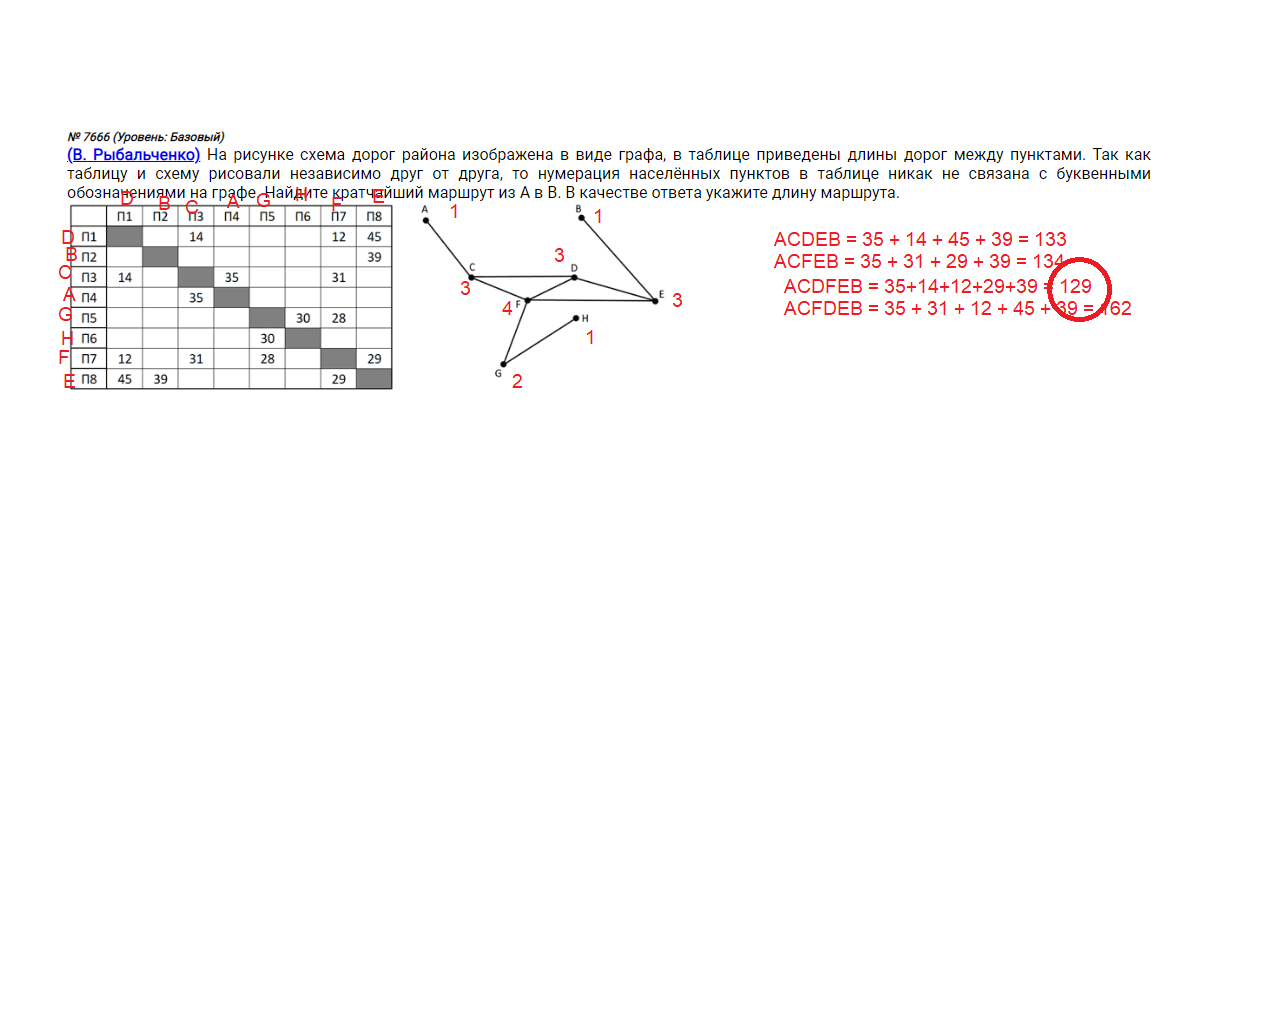 № 7666 (Уровень: Базовый)
(В. Рыбальченко) На рисунке схема дорог района изображена в виде графа, в таблице приведены длины дорог между пунктами. Так как
таблицу и схему рисовали независимо друг от друга, то нумерация населённых пунктов в таблице никак не связана с буквенными
обозначениями на графе. Найдите кратчайший маршрут из A в B. В качестве ответа укажите длину маршрута.
D B C A G H F E
П1 П2 П3 П4 П5 П6 П7 П8
D П1 14 12 45
B П2 39
C П3 14 35 31
A П4 35
G П5 30 28
H П6 30
F П7 12 31 28 29
E П8 45 39 29
A 1
B 1
C 3
D 3
E 3
F 4
H 1
G 2
ACDEB = 35 + 14 + 45 + 39 = 133
ACFEB = 35 + 31 + 29 + 39 = 134
ACDFEB = 35+14+12+29+39 = 129
ACFDEB = 35 + 31 + 12 + 45 + 39 = 162